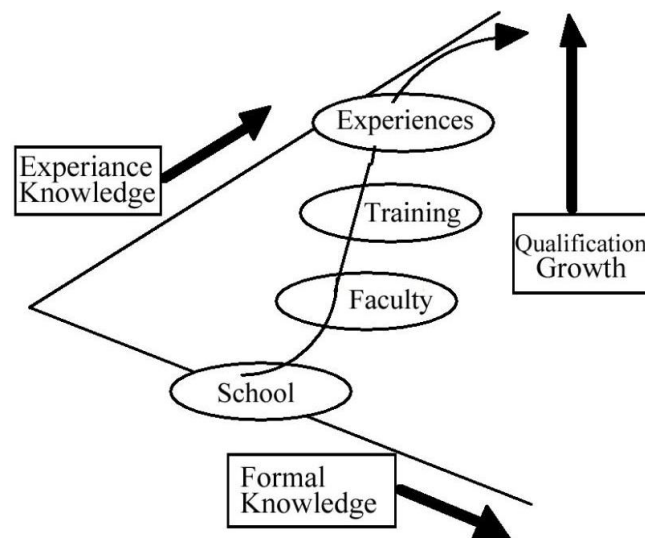 Experiences
Experiance
Knowledge
Training
Qualification
Growth
Faculty
School
Formal
Knowledge